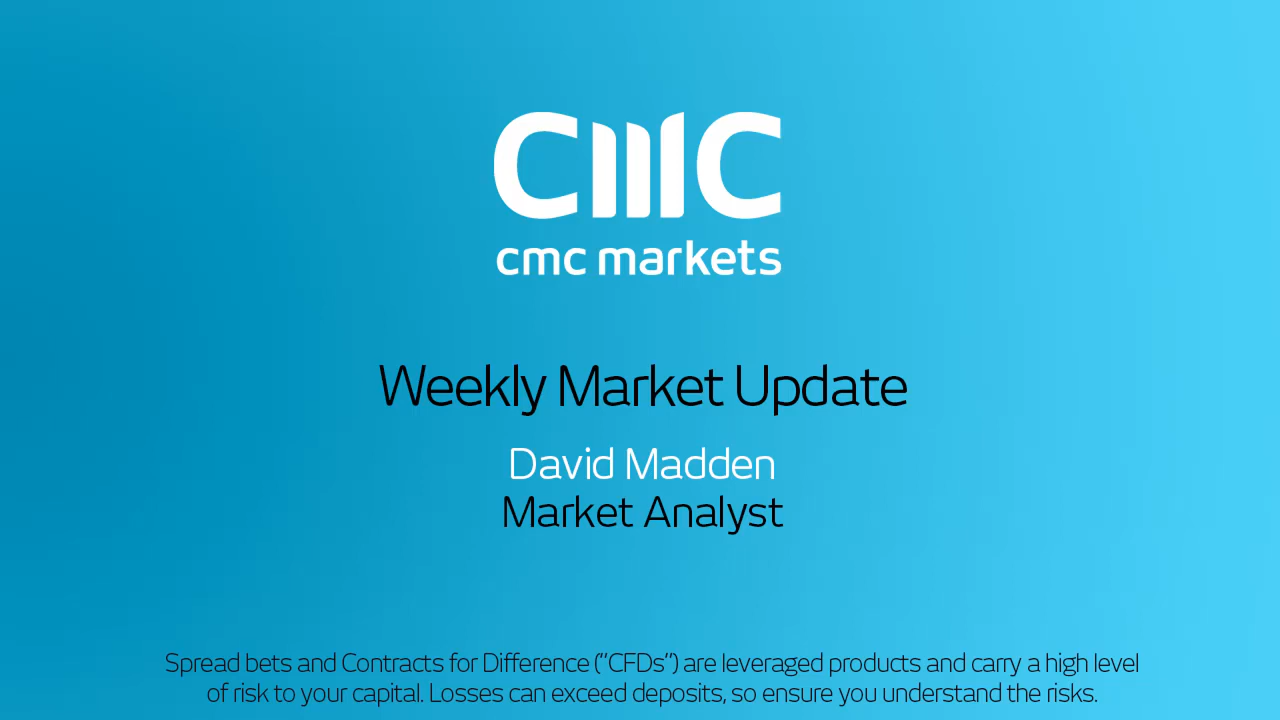 CMC
cmc markets
Weekly Market Update
David Madden
Market Analyst
Spread bets and Contracts for Difference ("CFDs") are leveraged products and carry a high level
of risk to your capital. Losses can exceed deposits, so ensure you understand the risks.